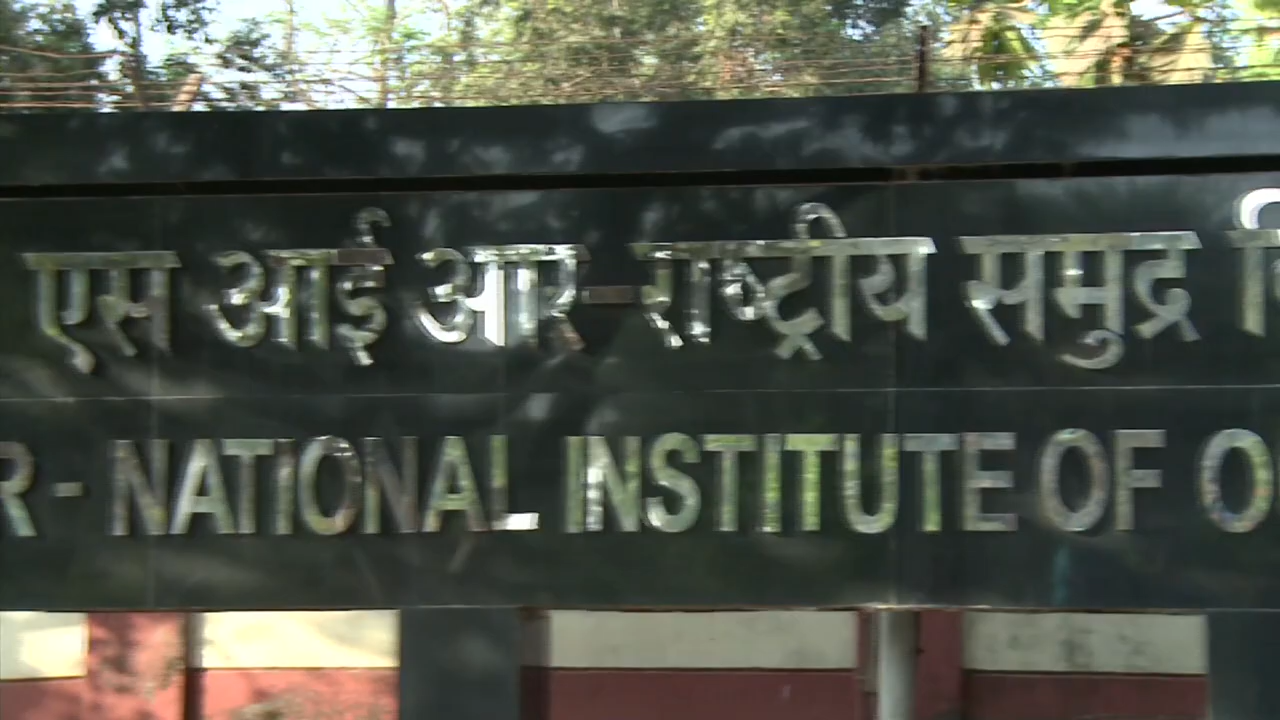 एस आई आर - राष्ट्रीय समुद्र
R - NATIONAL INSTITUTE OF O